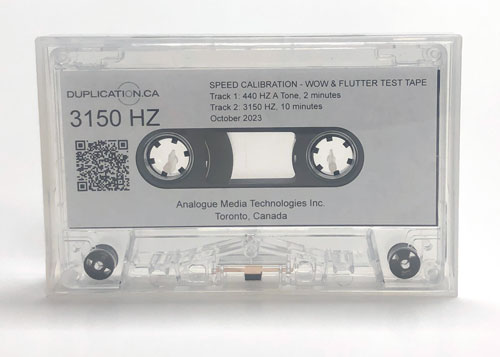 DUPLICATION.CA
3150 HZ
SPEED CALIBRATION - WOW & FLUTTER TEST TAPE
Track 1: 440 HZ A Tone, 2 minutes
Track 2: 3150 HZ, 10 minutes
October 2023
Analogue Media Technologies Inc.
Toronto, Canada